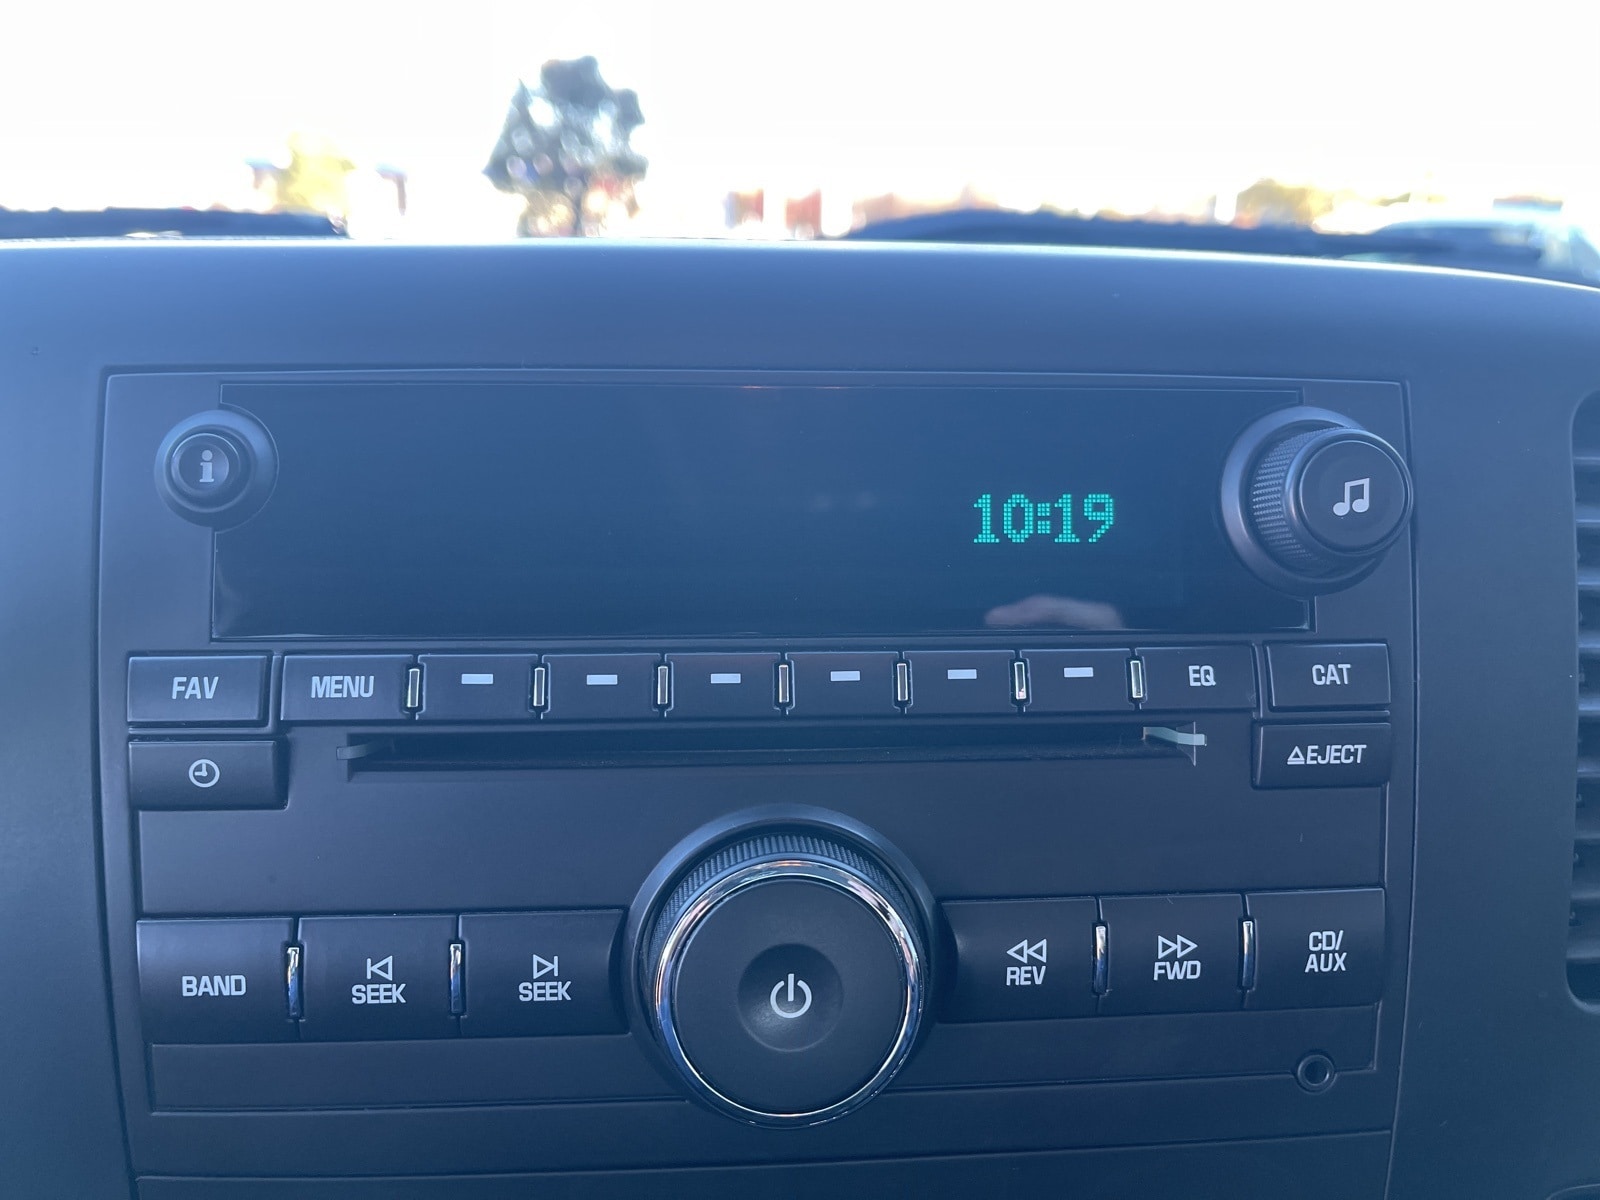 i
10:19
FAV
MENU
EQ
CAT
EJECT
BAND
SEEK
SEEK
REV
FWD
CD/
AUX